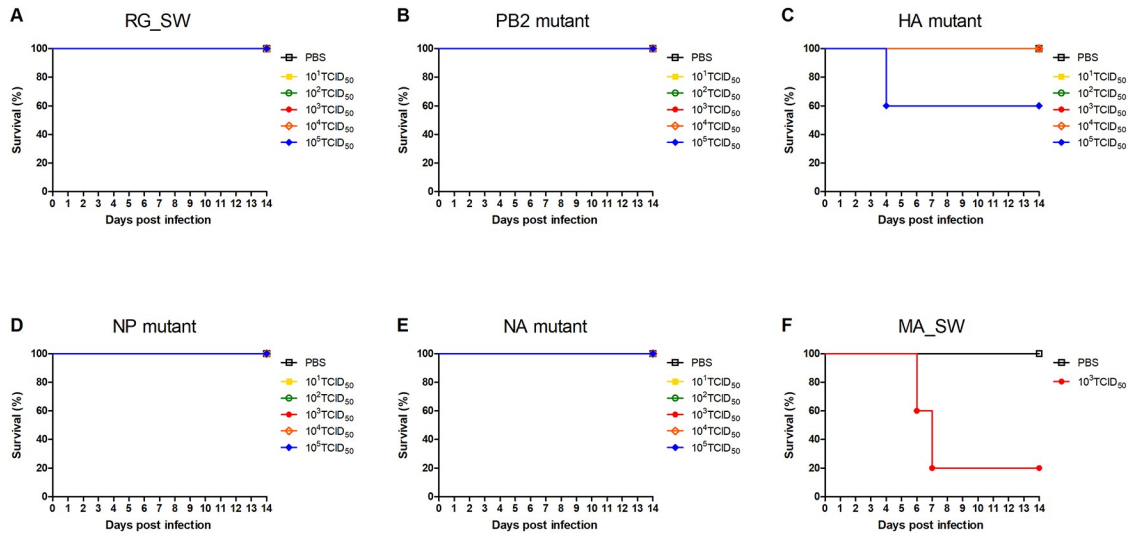 A
RG_SW
Survival (%)
100
80
60
40
20
0
0 1 2 3 4 5 6 7 8 9 10 11 12 13 14
Days post infection
PBS
10¹TCID₅₀
10²TCID₅₀
10³TCID₅₀
10⁴TCID₅₀
10⁵TCID₅₀
B
PB2 mutant
Survival (%)
100
80
60
40
20
0
0 1 2 3 4 5 6 7 8 9 10 11 12 13 14
Days post infection
PBS
10¹TCID₅₀
10²TCID₅₀
10³TCID₅₀
10⁴TCID₅₀
10⁵TCID₅₀
C
HA mutant
Survival (%)
100
80
60
40
20
0
0 1 2 3 4 5 6 7 8 9 10 11 12 13 14
Days post infection
PBS
10¹TCID₅₀
10²TCID₅₀
10³TCID₅₀
10⁴TCID₅₀
10⁵TCID₅₀
D
NP mutant
Survival (%)
100
80
60
40
20
0
0 1 2 3 4 5 6 7 8 9 10 11 12 13 14
Days post infection
PBS
10¹TCID₅₀
10²TCID₅₀
10³TCID₅₀
10⁴TCID₅₀
10⁵TCID₅₀
E
NA mutant
Survival (%)
100
80
60
40
20
0
0 1 2 3 4 5 6 7 8 9 10 11 12 13 14
Days post infection
PBS
10¹TCID₅₀
10²TCID₅₀
10³TCID₅₀
10⁴TCID₅₀
10⁵TCID₅₀
F
MA_SW
Survival (%)
100
80
60
40
20
0
0 1 2 3 4 5 6 7 8 9 10 11 12 13 14
Days post infection
PBS
10³TCID₅₀